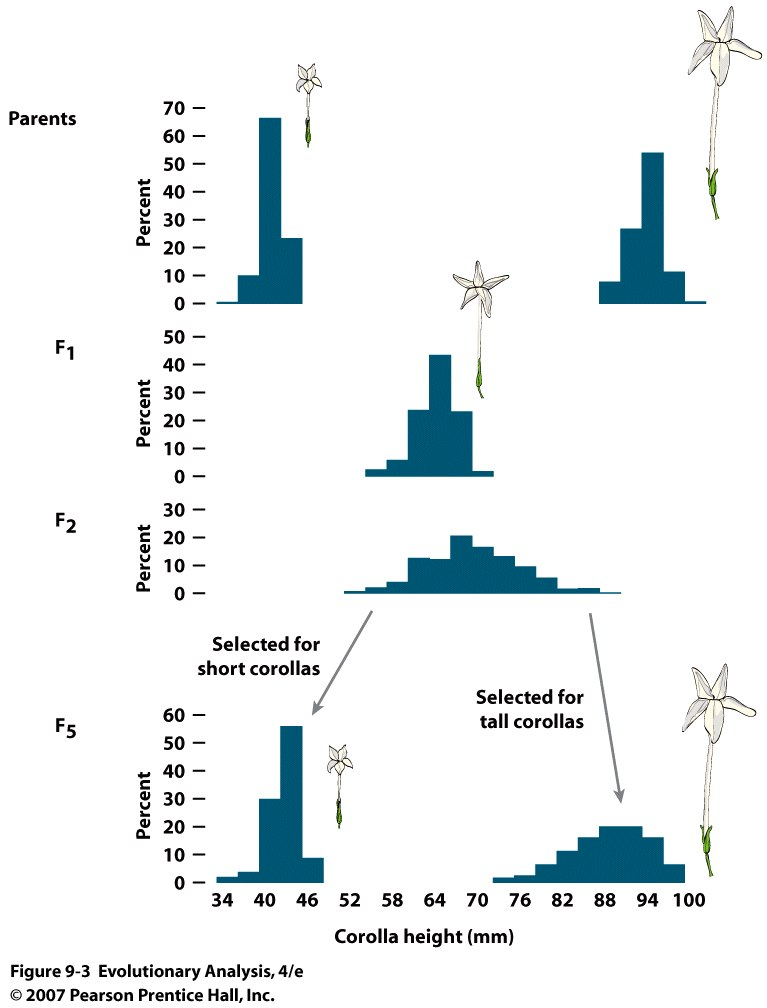 Parents
Percent
70
60
50
40
30
20
10
0
F1
Percent
50
40
30
20
10
0
F2
Percent
30
20
10
0
Selected for
short corollas
Selected for
tall corollas
F5
Percent
60
50
40
30
20
10
0
34 40 46 52 58 64 70 76 82 88 94 100
Corolla height (mm)
Figure 9-3 Evolutionary Analysis, 4/e
© 2007 Pearson Prentice Hall, Inc.